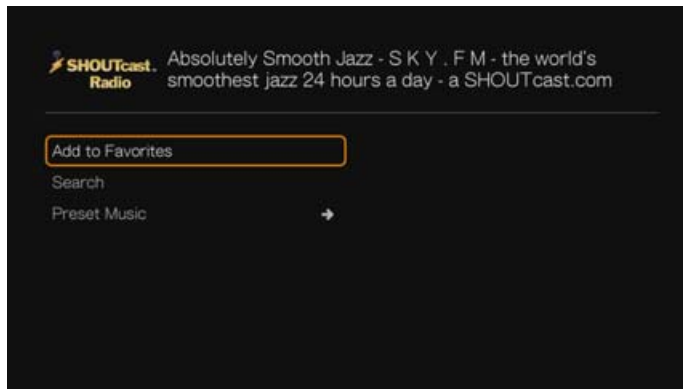 SHOUTcast
Radio
Absolutely Smooth Jazz - S K Y . F M - the world's
smoothest jazz 24 hours a day - a SHOUTcast.com
Add to Favorites
Search
Preset Music